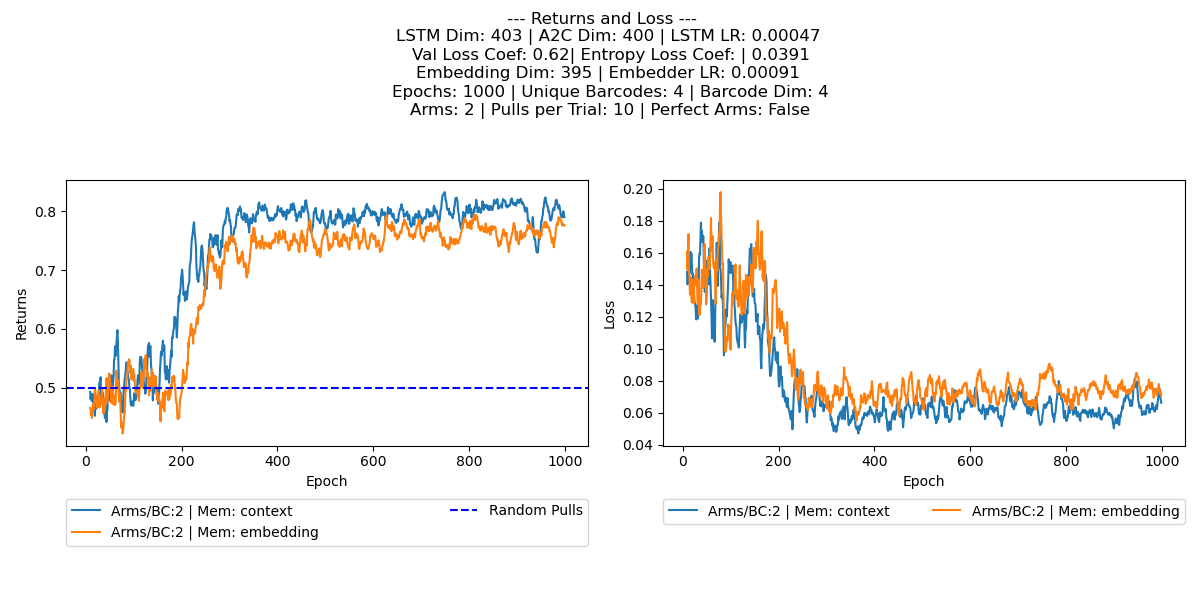 --- Returns and Loss ---
LSTM Dim: 403 | A2C Dim: 400 | LSTM LR: 0.00047
Val Loss Coef: 0.62| Entropy Loss Coef: | 0.0391
Embedding Dim: 395 | Embedder LR: 0.00091
Epochs: 1000 | Unique Barcodes: 4 | Barcode Dim: 4
Arms: 2 | Pulls per Trial: 10 | Perfect Arms: False
Returns
0.8
0.7
0.6
0.5
0 200 400 600 800 1000
Epoch
Arms/BC:2 | Mem: context
Arms/BC:2 | Mem: embedding
Random Pulls
Loss
0.20
0.18
0.16
0.14
0.12
0.10
0.08
0.06
0.04
0 200 400 600 800 1000
Epoch
Arms/BC:2 | Mem: context
Arms/BC:2 | Mem: embedding